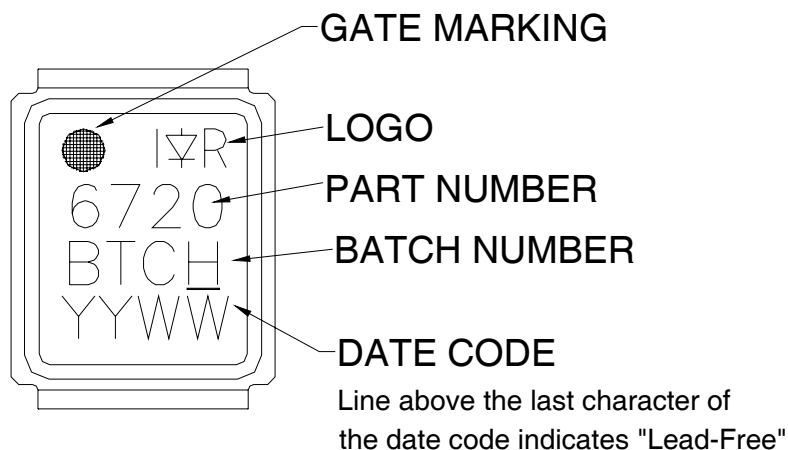 GATE MARKING
I R
LOGO
6720
PART NUMBER
BTCH
BATCH NUMBER
YYWW
DATE CODE
Line above the last character of
the date code indicates "Lead-Free"